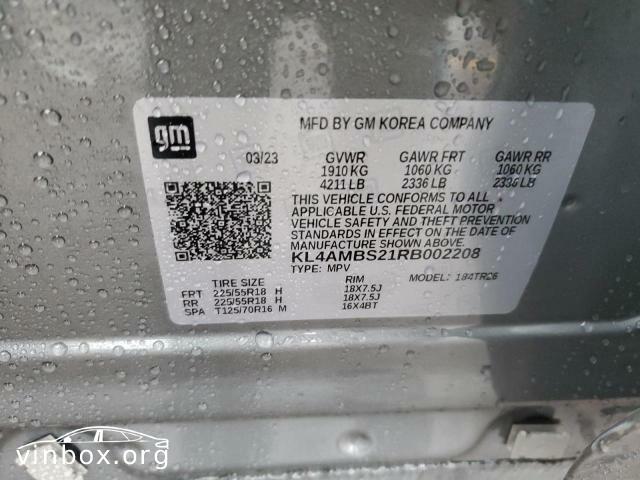 gm
MFD BY GM KOREA COMPANY
03/23 GVWR GAWR FRT GAWR RR
1910 KG 1060 KG 1060 KG
4211 LB 2336 LB 2336 LB
THIS VEHICLE CONFORMS TO ALL
APPLICABLE U.S. FEDERAL MOTOR
VEHICLE SAFETY AND THEFT PREVENTION
STANDARDS IN EFFECT ON THE DATE OF
MANUFACTURE SHOWN ABOVE.
KL4AMBS21RB002208
TYPE: MPV MODEL:
TIRE SIZE RIM
FRT 225/55R18 H 18X7.5J
RR 225/55R18 H 18X7.5J
SPA T125/70R16 M 16X4BT
vinbox.org